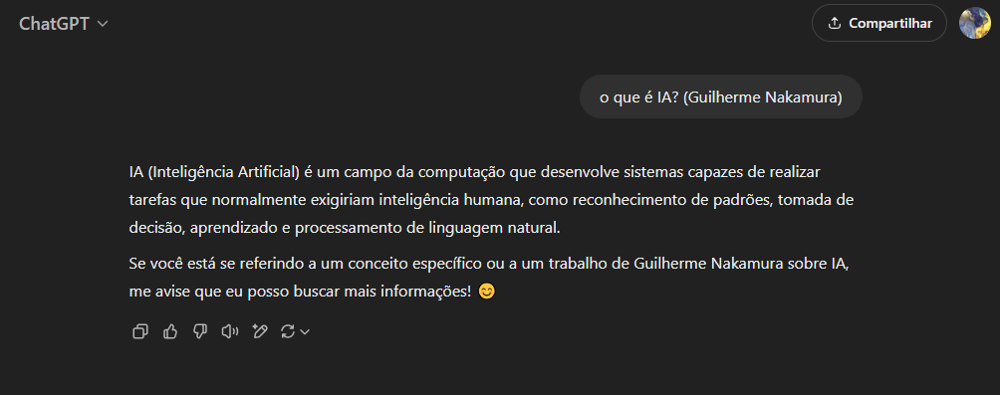 ChatGPT
Compartilhar
o que é IA? (Guilherme Nakamura)
IA (Inteligência Artificial) é um campo da computação que desenvolve sistemas capazes de realizar
tarefas que normalmente exigiriam inteligência humana, como reconhecimento de padrões, tomada de
decisão, aprendizado e processamento de linguagem natural.
Se você está se referindo a um conceito específico ou a um trabalho de Guilherme Nakamura sobre IA,
me avise que eu posso buscar mais informações! 😊